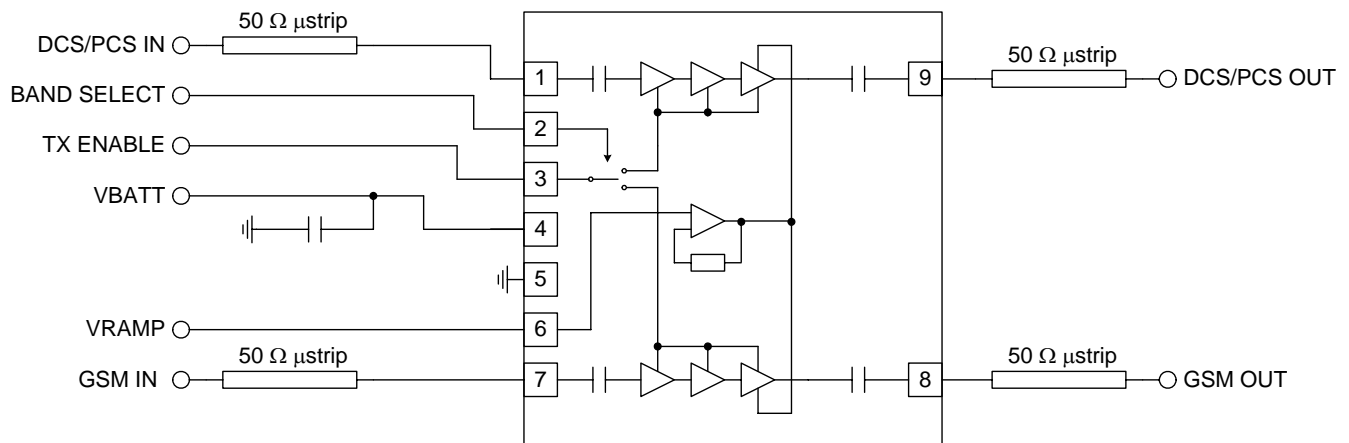 50 Ω μstrip
DCS/PCS IN
BAND SELECT
TX ENABLE
VBATT
VRAMP
50 Ω μstrip
GSM IN
1
2
3
4
5
6
7
9
8
50 Ω μstrip
DCS/PCS OUT
50 Ω μstrip
GSM OUT